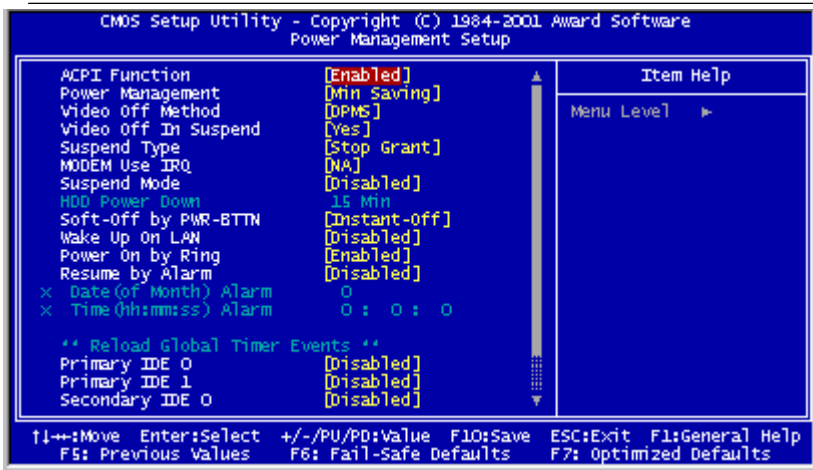 CMOS Setup Utility - Copyright (C) 1984-2001 Award Software
Power Management Setup
ACPI Function [Enabled] Item Help
Power Management [Min Saving]
Video Off Method [DPMS] Menu Level ►
Video Off In Suspend [Yes]
Suspend Type [Stop Grant]
MODEM Use IRQ [NA]
Suspend Mode [Disabled]
HDD Power Down 15 Min
Soft-Off by PWR-BTTN [Instant-Off]
Wake Up On LAN [Disabled]
Power On by Ring [Enabled]
Resume by Alarm [Disabled]
x Date(of Month) Alarm 0
x Time(hh:mm:ss) Alarm 0 : 0 : 0
** Reload Global Timer Events **
Primary IDE 0 [Disabled]
Primary IDE 1 [Disabled]
Secondary IDE 0 [Disabled]
↑↓→←:Move Enter:Select +/-/PU/PD:Value F10:Save ESC:Exit F1:General Help
F5: Previous Values F6: Fail-Safe Defaults F7: Optimized Defaults